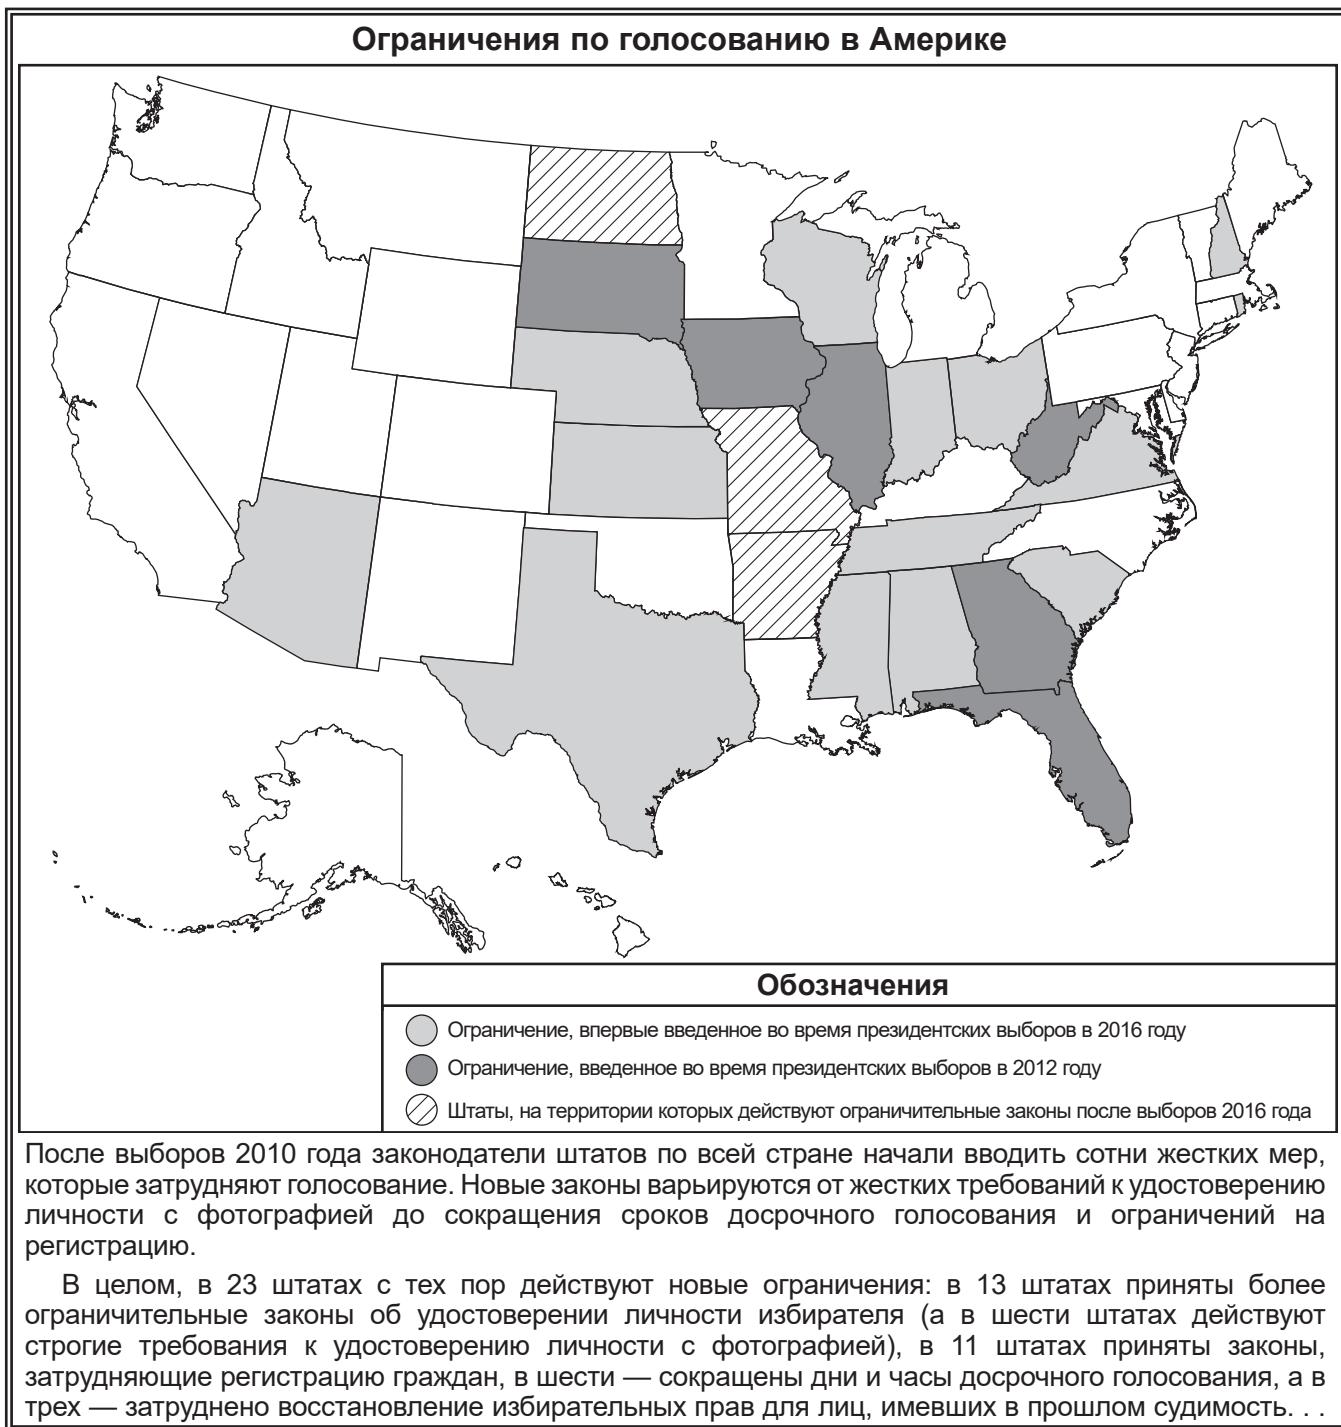 Ограничения по голосованию в Америке
Обозначения
Ограничение, впервые введенное во время президентских выборов в 2016 году
Ограничение, введенное во время президентских выборов в 2012 году
Штаты, на территории которых действуют ограничительные законы после выборов 2016 года
После выборов 2010 года законодатели штатов по всей стране начали вводить сотни жестких мер,
которые затрудняют голосование. Новые законы варьируются от жестких требований к удостоверению
личности с фотографией до сокращения сроков досрочного голосования и ограничений на
регистрацию.
В целом, в 23 штатах с тех пор действуют новые ограничения: в 13 штатах приняты более
ограничительные законы об удостоверении личности избирателя (а в шести штатах действуют
строгие требования к удостоверению личности с фотографией), в 11 штатах приняты законы,
затрудняющие регистрацию граждан, в шести — сокращены дни и часы досрочного голосования, а в
трех — затруднено восстановление избирательных прав для лиц, имевших в прошлом судимость. . .